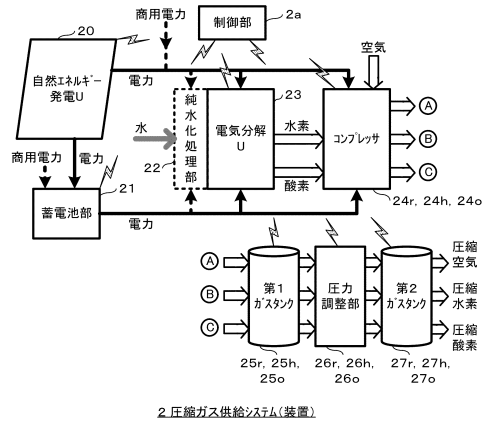 商用電力
制御部
2a
20
自然エネルギー
発電U
電力
空気
23
純水化処理部
電気分解
U
水
22
水素
酸素
コンプレッサ
A
B
C
24r, 24h, 24o
商用電力
電力
21
蓄電池部
電力
A
B
C
第1
ガスタンク
圧力
調整部
第2
ガスタンク
圧縮
空気
圧縮
水素
圧縮
酸素
25r, 25h,
25o
26r, 26h,
26o
27r, 27h,
27o
2 圧縮ガス供給システム(装置)